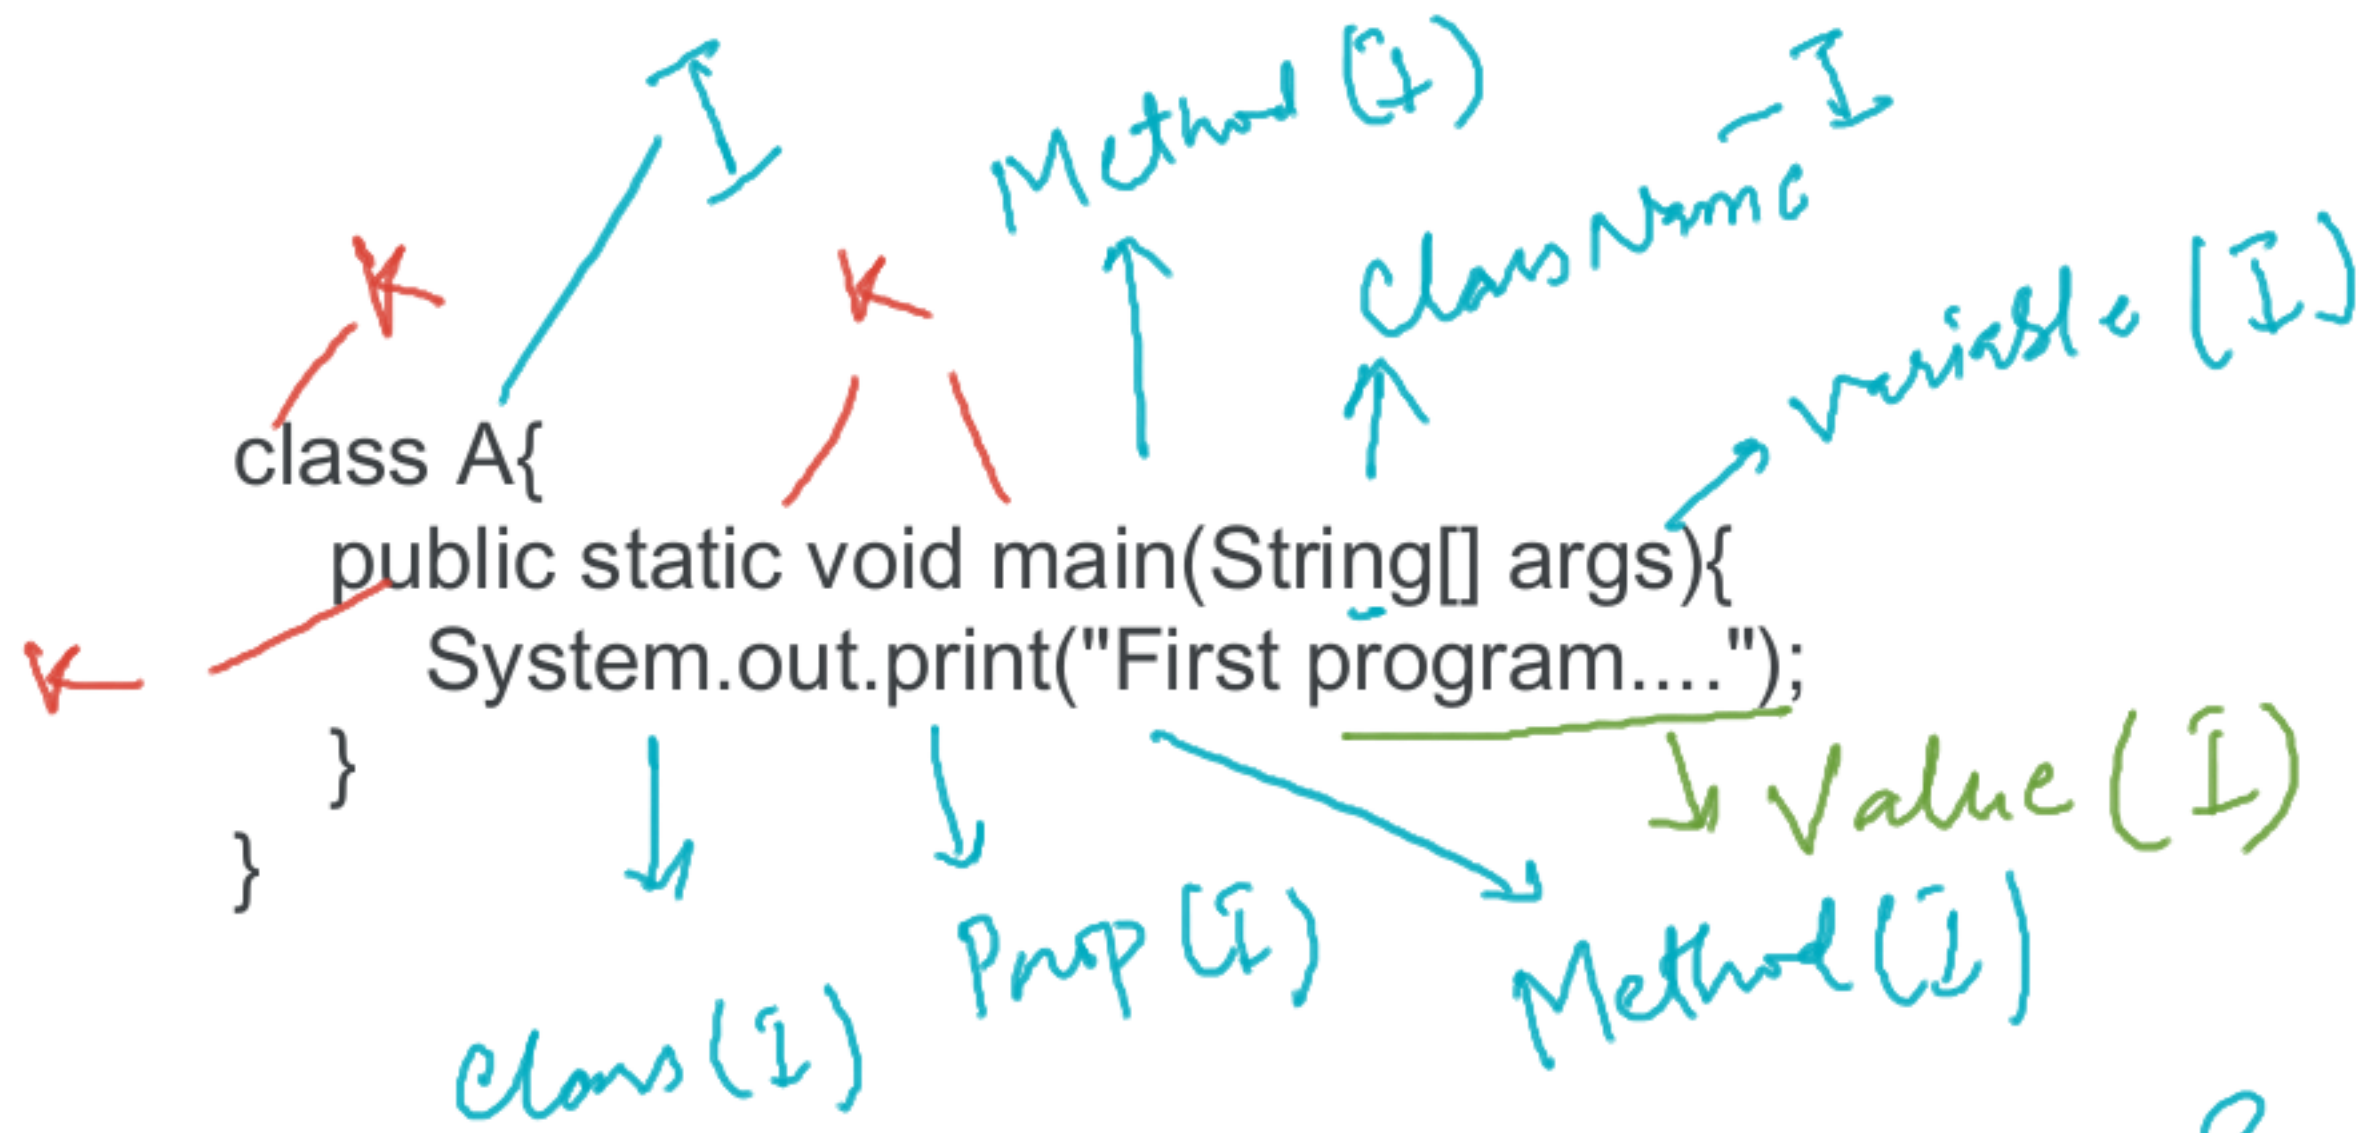 I
Method (I)
ClassName - I
K
K
variable (I)
class A{
public static void main(String[] args){
K
System.out.print("First program....");
}
Value (I)
}
Prop (I)
Method (I)
Class (I)